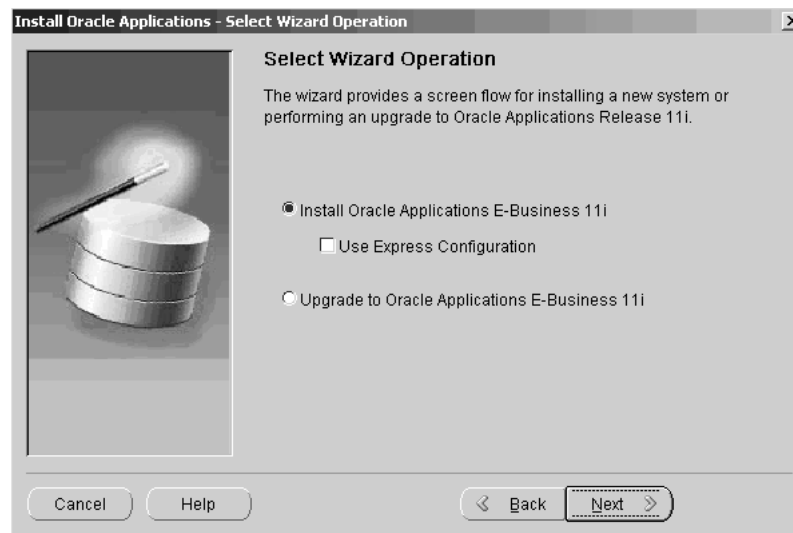 Install Oracle Applications - Select Wizard Operation
Select Wizard Operation
The wizard provides a screen flow for installing a new system or
performing an upgrade to Oracle Applications Release 11i.
Install Oracle Applications E-Business 11i
Use Express Configuration
Upgrade to Oracle Applications E-Business 11i
Cancel Help Back Next